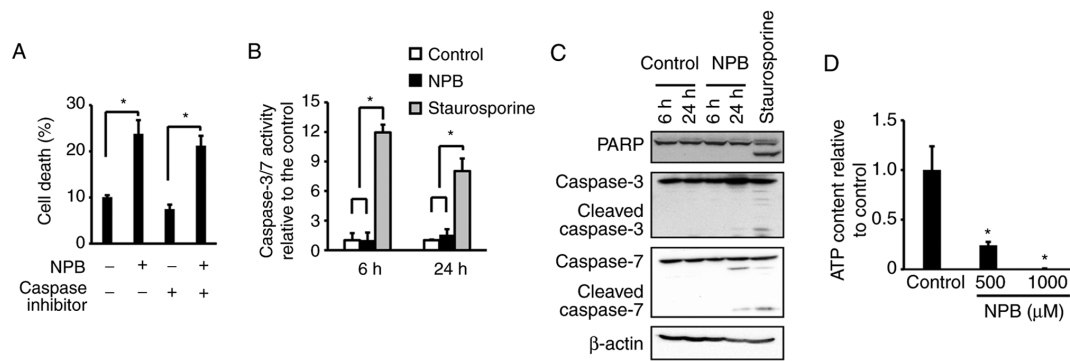 A
Cell death (%)
30
20
10
0
*
*
NPB
– + – +
Caspase
inhibitor
– – + +
B
Control
NPB
Staurosporine
Caspase-3/7 activity
relative to the control
15
12
9
6
3
0
*
*
6 h
24 h
C
Control NPB
Staurosporine
6 h 24 h 6 h 24 h
PARP
Caspase-3
Cleaved
caspase-3
Caspase-7
Cleaved
caspase-7
β-actin
D
ATP content relative
to control
1.5
1.0
0.5
0
*
*
Control 500 1000
NPB (μM)